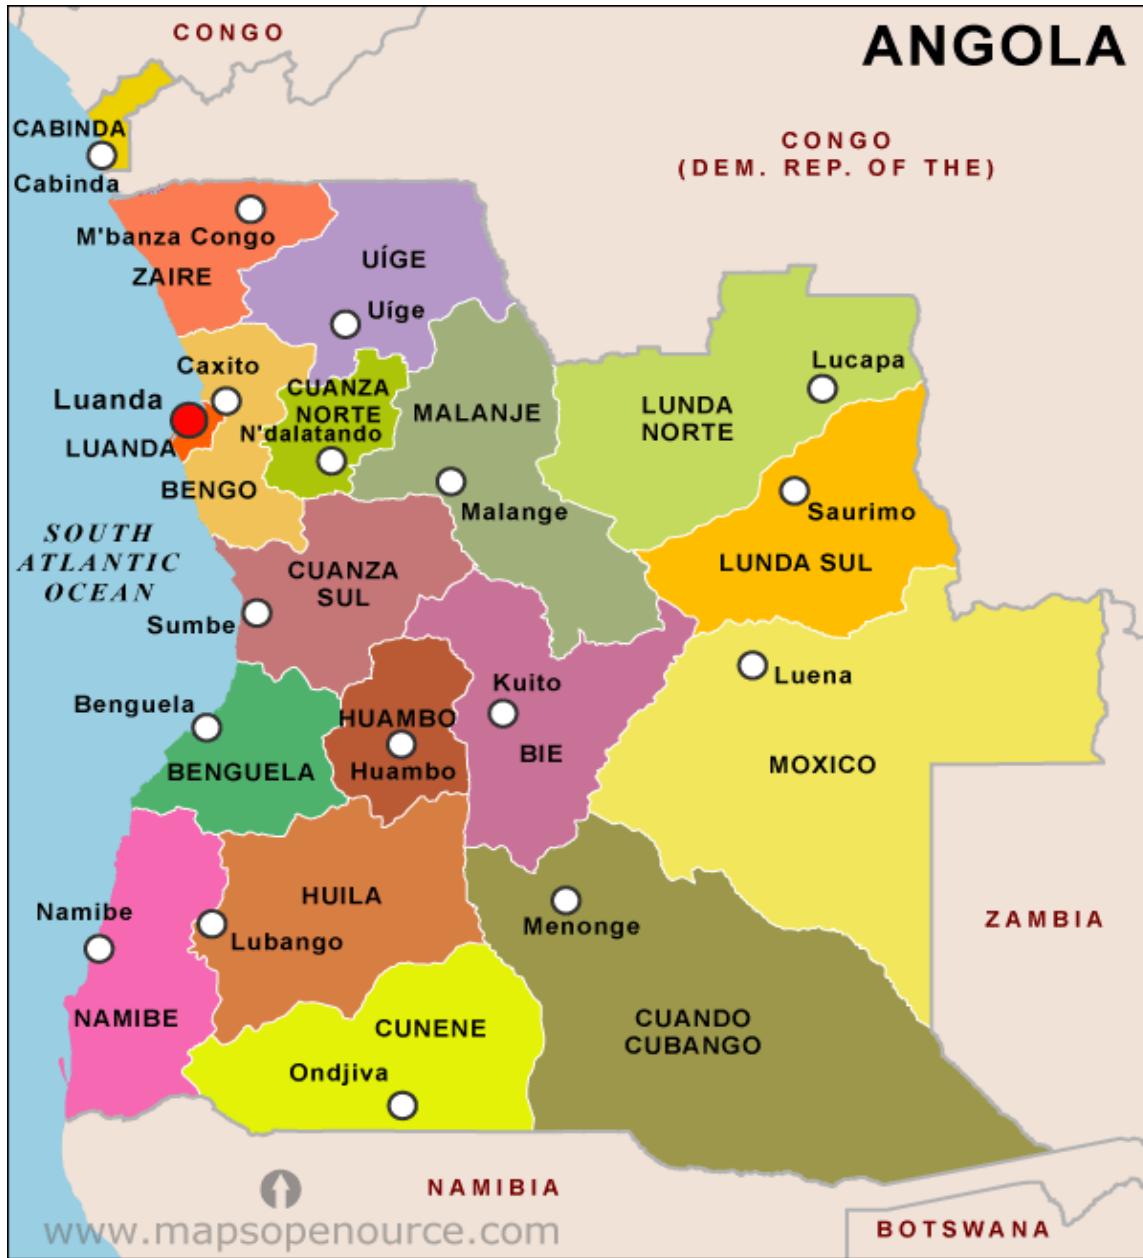 ANGOLA
CONGO
CONGO
(DEM. REP. OF THE)
CABINDA
Cabinda
M'banza Congo
ZAIRE
UÍGE
Uíge
Caxito
Luanda
LUANDA
BENGO
CUANZA
NORTE
N'dalatando
MALANJE
Malange
LUNDA
NORTE
Lucapa
Saurimo
LUNDA SUL
SOUTH
ATLANTIC
OCEAN
CUANZA
SUL
Sumbe
Benguela
BENGUELA
HUAMBO
Huambo
Kuito
BIE
Luena
MOXICO
Namibe
NAMIBE
HUILA
Lubango
Menonge
CUANDO
CUBANGO
CUNENE
Ondjiva
ZAMBIA
NAMIBIA
BOTSWANA
www.mapsopenource.com